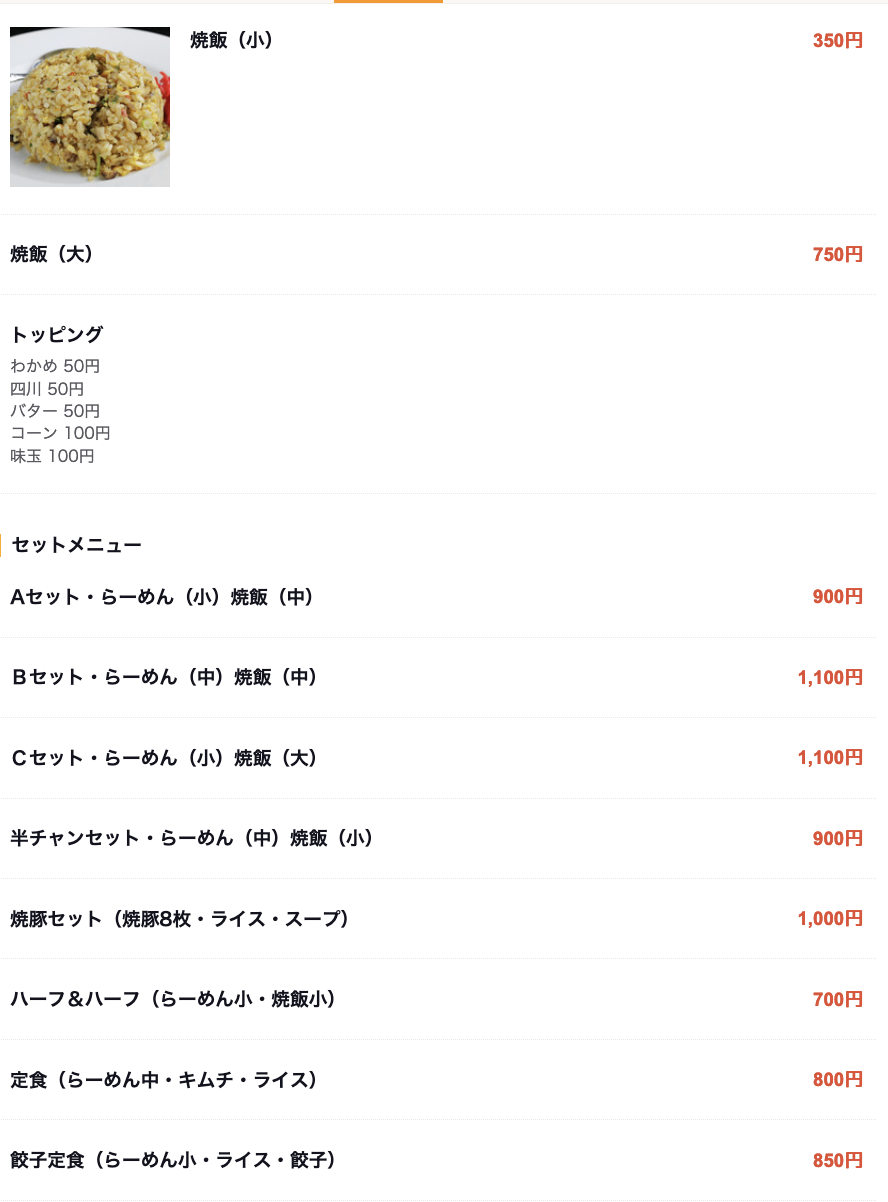 焼飯（小） 350円
焼飯（大） 750円
トッピング
わかめ 50円
四川 50円
バター 50円
コーン 100円
味玉 100円
セットメニュー
Aセット・らーめん（小）焼飯（中） 900円
Ｂセット・らーめん（中）焼飯（中） 1,100円
Ｃセット・らーめん（小）焼飯（大） 1,100円
半チャンセット・らーめん（中）焼飯（小） 900円
焼豚セット（焼豚8枚・ライス・スープ） 1,000円
ハーフ＆ハーフ（らーめん小・焼飯小） 700円
定食（らーめん中・キムチ・ライス） 800円
餃子定食（らーめん小・ライス・餃子） 850円